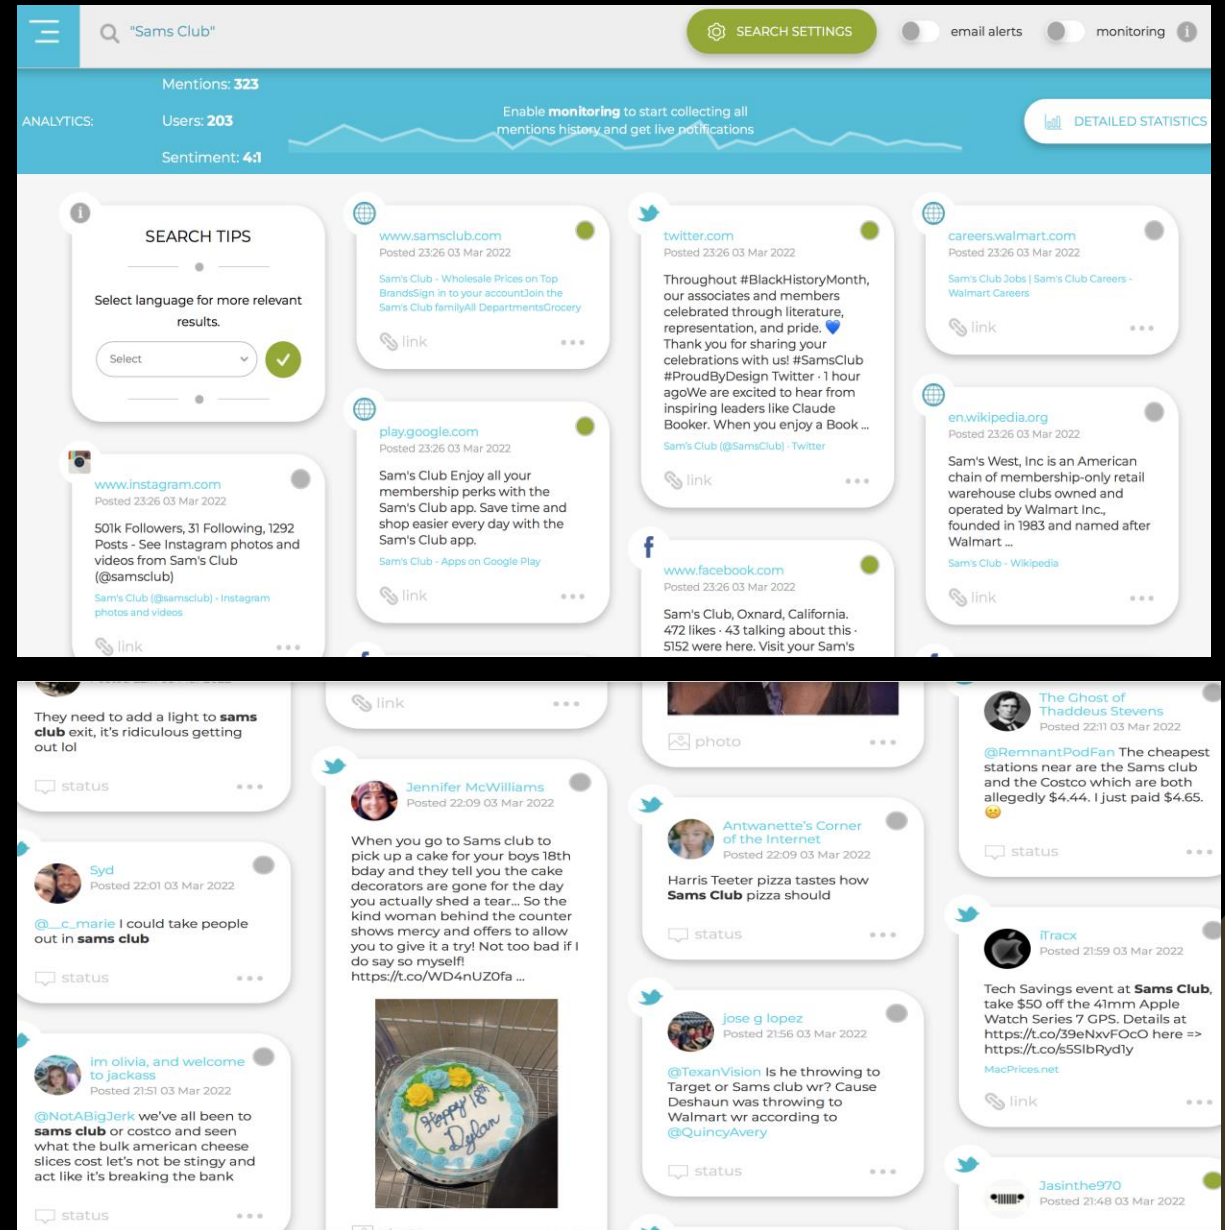 "Sams Club"
SEARCH SETTINGS
email alerts
monitoring
ANALYTICS:
Mentions: 323
Users: 203
Sentiment: 4:1
Enable monitoring to start collecting all
mentions history and get live notifications
DETAILED STATISTICS
SEARCH TIPS
Select language for more relevant
results.
Select
www.instagram.com
Posted 23:26 03 Mar 2022
501k Followers, 31 Following, 1292
Posts - See Instagram photos and
videos from Sam's Club
(@samsclub)
Sam's Club (@samsclub) • Instagram
photos and videos
link
www.samsclub.com
Posted 23:26 03 Mar 2022
Sam's Club - Wholesale Prices on Top
BrandsSign in to your accountJoin the
Sam's Club familyAll DepartmentsGrocery
link
play.google.com
Posted 23:26 03 Mar 2022
Sam's Club Enjoy all your
membership perks with the
Sam's Club app. Save time and
shop easier every day with the
Sam's Club app.
Sam's Club - Apps on Google Play
link
twitter.com
Posted 23:26 03 Mar 2022
Throughout #BlackHistoryMonth,
our associates and members
celebrated through literature,
representation, and pride. 💙
Thank you for sharing your
celebrations with us! #SamsClub
#ProudByDesign Twitter · 1 hour
agoWe are excited to hear from
inspiring leaders like Claude
Booker. When you enjoy a Book ...
Sam's Club (@SamsClub) · Twitter
link
www.facebook.com
Posted 23:26 03 Mar 2022
Sam's Club, Oxnard, California.
472 likes · 43 talking about this ·
5152 were here. Visit your Sam's
careers.walmart.com
Posted 23:26 03 Mar 2022
Sam's Club Jobs | Sam's Club Careers -
Walmart Careers
link
en.wikipedia.org
Posted 23:26 03 Mar 2022
Sam's West, Inc is an American
chain of membership-only retail
warehouse clubs owned and
operated by Walmart Inc.,
founded in 1983 and named after
Walmart ...
Sam's Club - Wikipedia
link
They need to add a light to sams
club exit, it's ridiculous getting
out lol
status
Syd
Posted 22:01 03 Mar 2022
@__c_marie I could take people
out in sams club
status
im olivia, and welcome
to jackass
Posted 21:51 03 Mar 2022
@NotABigJerk we've all been to
sams club or costco and seen
what the bulk american cheese
slices cost let's not be stingy and
act like it's breaking the bank
status
link
Jennifer McWilliams
Posted 22:09 03 Mar 2022
When you go to Sams club to
pick up a cake for your boys 18th
bday and they tell you the cake
decorators are gone for the day
you actually shed a tear... So the
kind woman behind the counter
shows mercy and offers to allow
you to give it a try! Not too bad if I
do say so myself!
https://t.co/WD4nUZ0fa ...
Happy 18th
Dylan
photo
Antwanette's Corner
of the Internet
Posted 22:09 03 Mar 2022
Harris Teeter pizza tastes how
Sams Club pizza should
status
jose g lopez
Posted 21:56 03 Mar 2022
@TexanVision Is he throwing to
Target or Sams club wr? Cause
Deshaun was throwing to
Walmart wr according to
@QuincyAvery
status
The Ghost of
Thaddeus Stevens
Posted 22:11 03 Mar 2022
@RemnantPodFan The cheapest
stations near are the Sams club
and the Costco which are both
allegedly $4.44. I just paid $4.65.
☹️
status
iTracx
Posted 21:59 03 Mar 2022
Tech Savings event at Sams Club,
take $50 off the 41mm Apple
Watch Series 7 GPS. Details at
https://t.co/39eNxvFOcO here =>
https://t.co/s5SIbRyd1y
MacPrices.net
link
Jasinthe970
Posted 21:48 03 Mar 2022